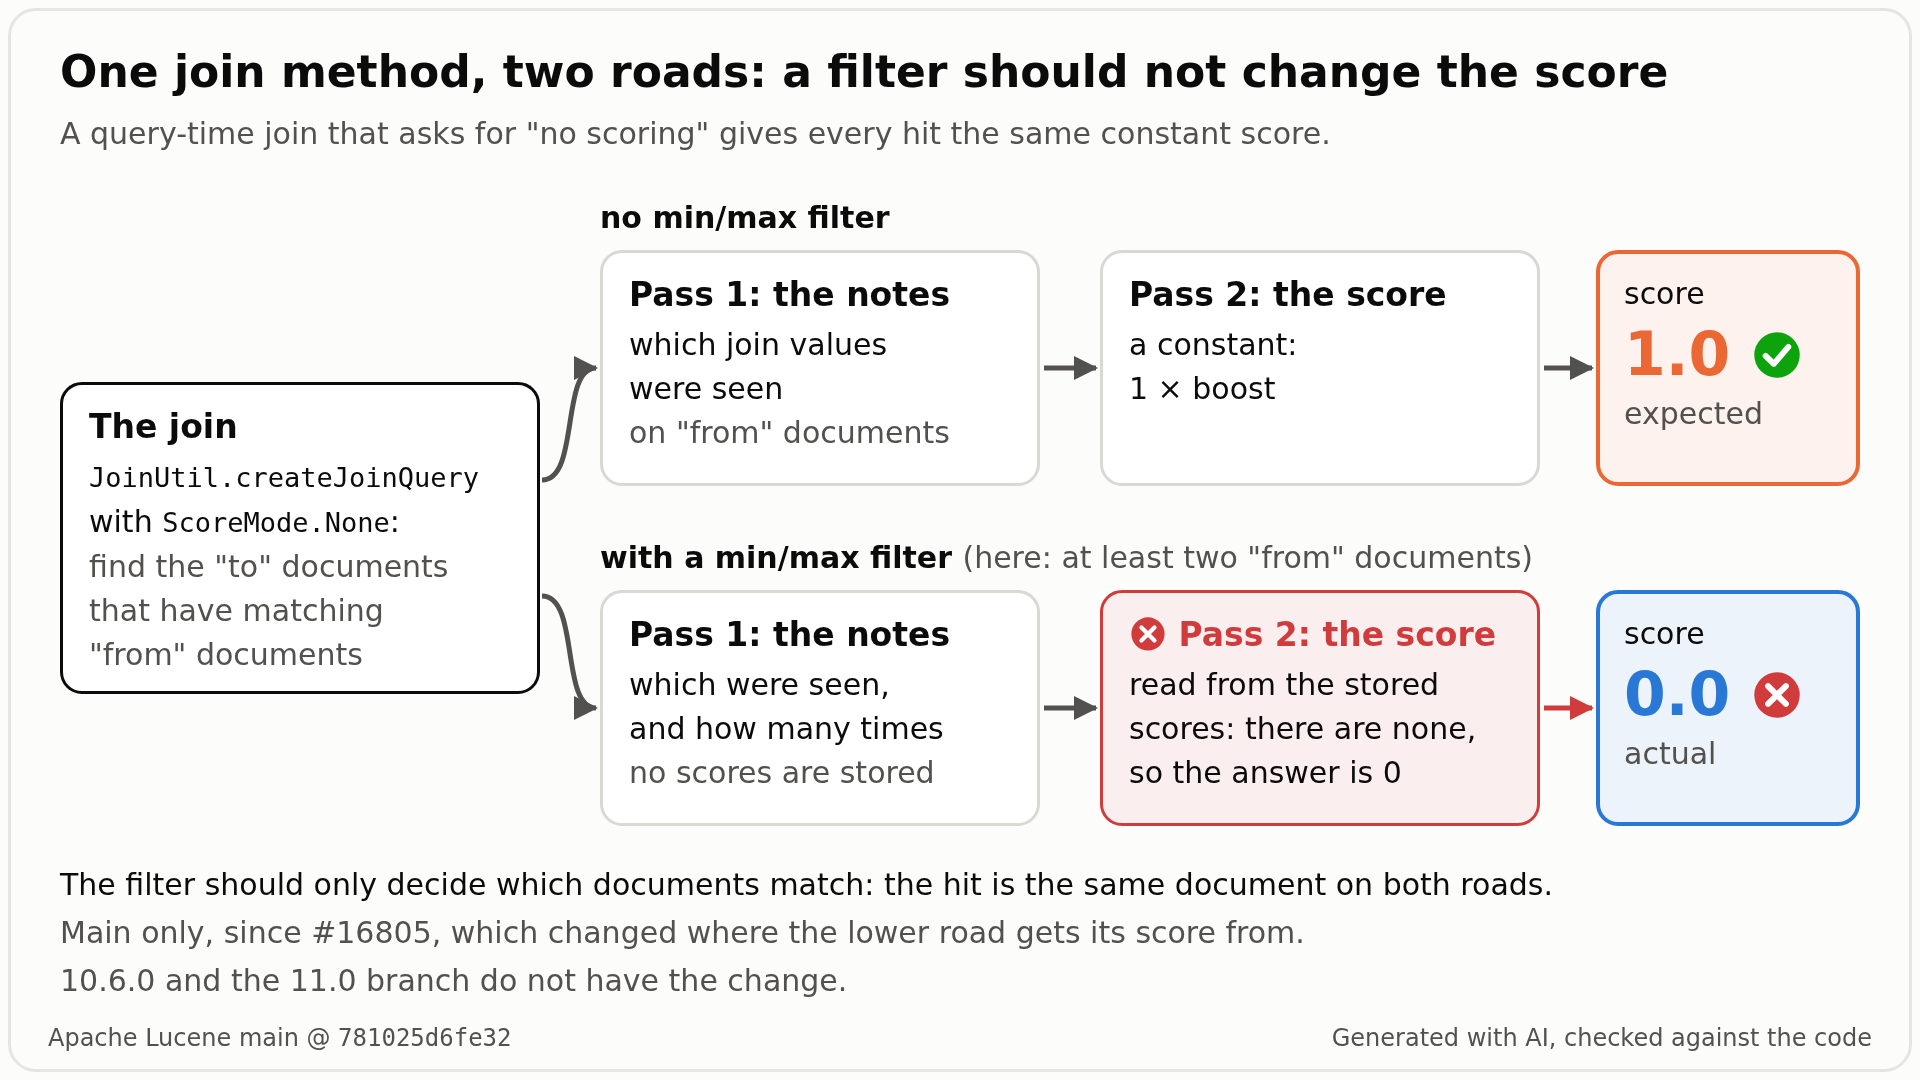 One join method, two roads: a filter should not change the score
A query-time join that asks for "no scoring" gives every hit the same constant score.
The join
JoinUtil.createJoinQuery
with ScoreMode.None:
find the "to" documents
that have matching
"from" documents
no min/max filter
Pass 1: the notes
which join values
were seen
on "from" documents
Pass 2: the score
a constant:
1 × boost
score
1.0
expected
with a min/max filter (here: at least two "from" documents)
Pass 1: the notes
which were seen,
and how many times
no scores are stored
Pass 2: the score
read from the stored
scores: there are none,
so the answer is 0
score
0.0
actual
The filter should only decide which documents match: the hit is the same document on both roads.
Main only, since #16805, which changed where the lower road gets its score from.
10.6.0 and the 11.0 branch do not have the change.
Apache Lucene main @ 781025d6fe32
Generated with AI, checked against the code